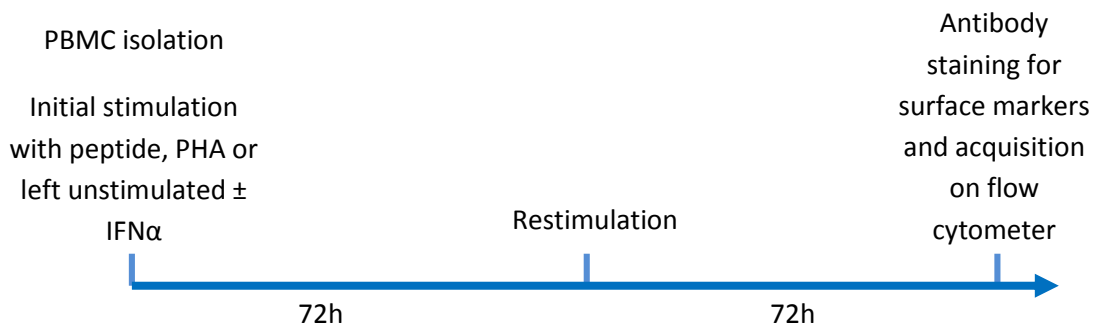 PBMC isolation
Initial stimulation
with peptide, PHA or
left unstimulated ±
IFNα
Restimulation
Antibody
staining for
surface markers
and acquisition
on flow
cytometer
72h
72h